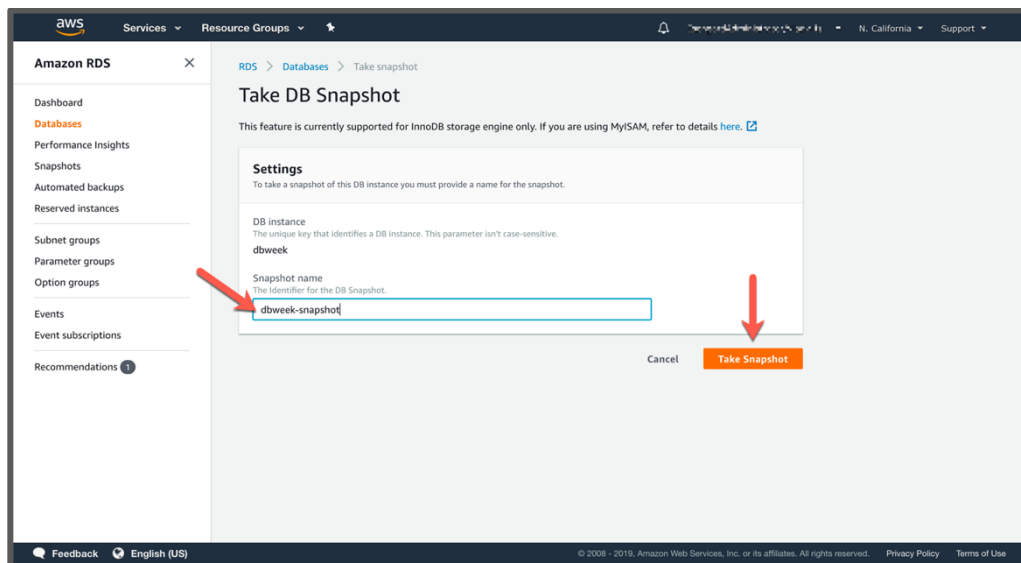 aws Services Resource Groups N. California Support
Amazon RDS
Dashboard
Databases
Performance Insights
Snapshots
Automated backups
Reserved instances
Subnet groups
Parameter groups
Option groups
Events
Event subscriptions
Recommendations 1
RDS > Databases > Take snapshot
Take DB Snapshot
This feature is currently supported for InnoDB storage engine only. If you are using MyISAM, refer to details here.
Settings
To take a snapshot of this DB instance you must provide a name for the snapshot.
DB instance
The unique key that identifies a DB instance. This parameter isn't case-sensitive.
dbweek
Snapshot name
The Identifier for the DB Snapshot.
dbweek-snapshot
Cancel Take Snapshot
Feedback English (US) © 2008 - 2019, Amazon Web Services, Inc. or its affiliates. All rights reserved. Privacy Policy Terms of Use